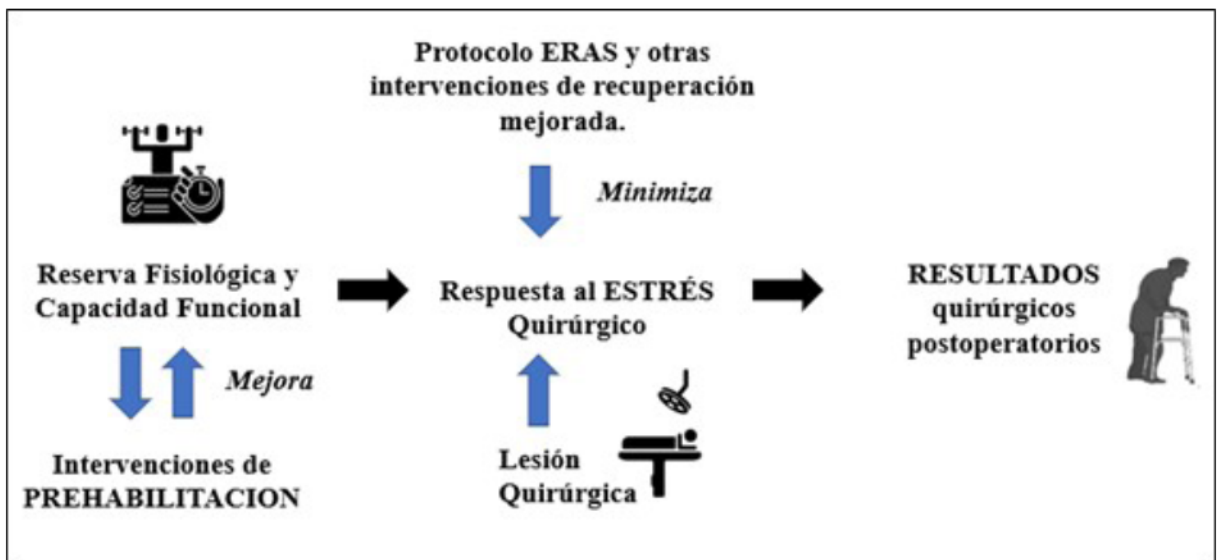 Protocolo ERAS y otras
intervenciones de recuperación
mejorada.
Minimiza
Reserva Fisiológica y
Capacidad Funcional
Respuesta al ESTRÉS
Quirúrgico
RESULTADOS
quirúrgicos
postoperatorios
Mejora
Intervenciones de
PREHABILITACION
Lesión
Quirúrgica